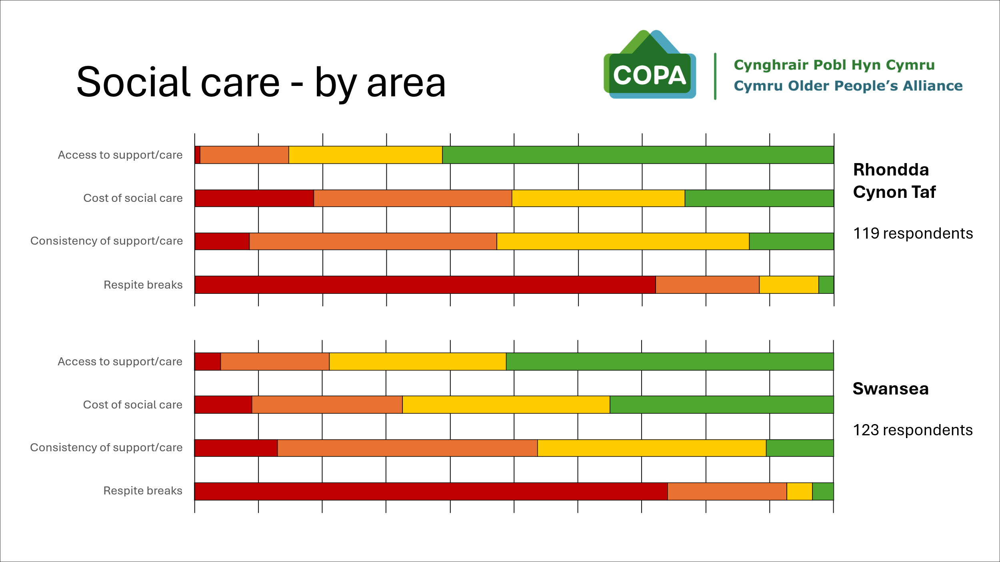 Social care - by area
COPA
Cynghrair Pobl Hyn Cymru
Cymru Older People’s Alliance
Access to support/care
Cost of social care
Consistency of support/care
Respite breaks
Rhondda
Cynon Taf
119 respondents
Access to support/care
Cost of social care
Consistency of support/care
Respite breaks
Swansea
123 respondents